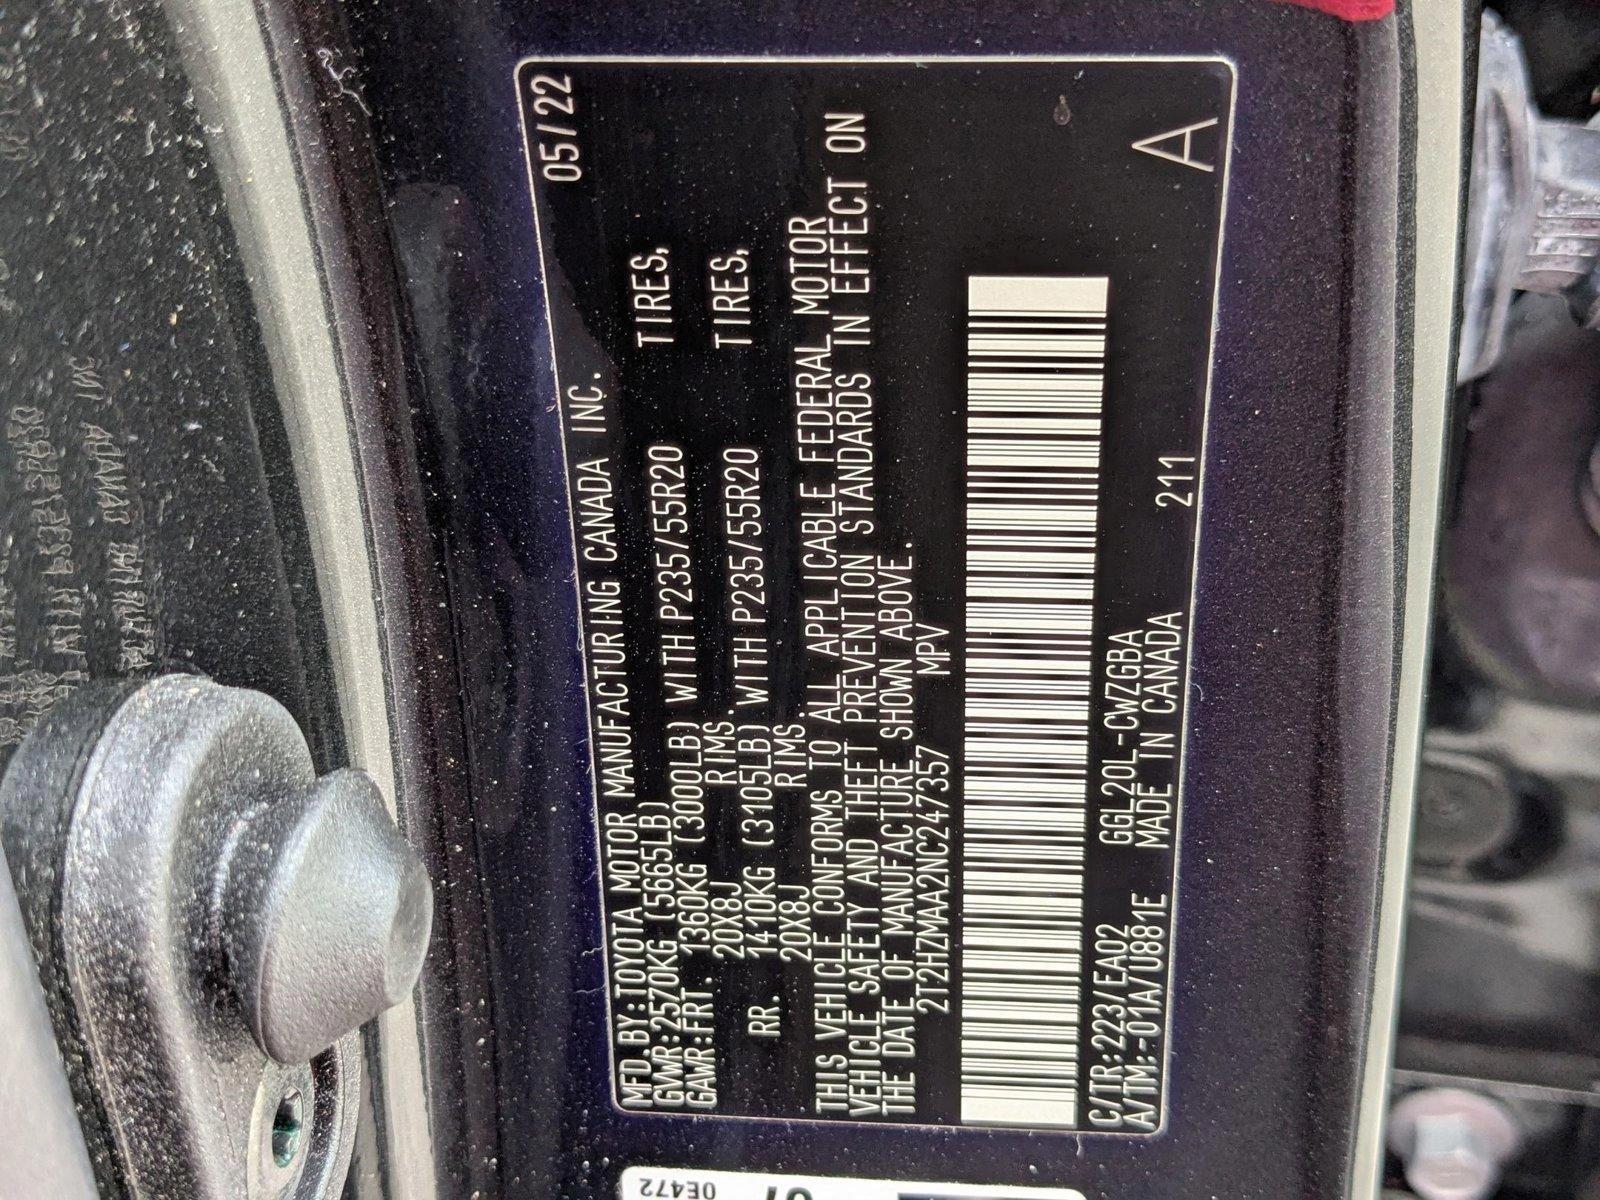 MFD. BY: TOYOTA MOTOR MANUFACTURING CANADA INC. 05/22
GVWR: 2570KG (5665LB)
GAWR: FRT. 1360KG (3000LB) WITH P235/55R20 TIRES,
20X8J RIMS.
RR. 1410KG (3105LB) WITH P235/55R20 TIRES,
20X8J RIMS.
THIS VEHICLE CONFORMS TO ALL APPLICABLE FEDERAL MOTOR
VEHICLE SAFETY AND THEFT PREVENTION STANDARDS IN EFFECT ON
THE DATE OF MANUFACTURE SHOWN ABOVE.
2T2HZMAA2NC247357 MPV
C/TR: 223/EA02 GGL20L-CWZGBA
A/TM: -01A/U881E MADE IN CANADA 211 A
0E472